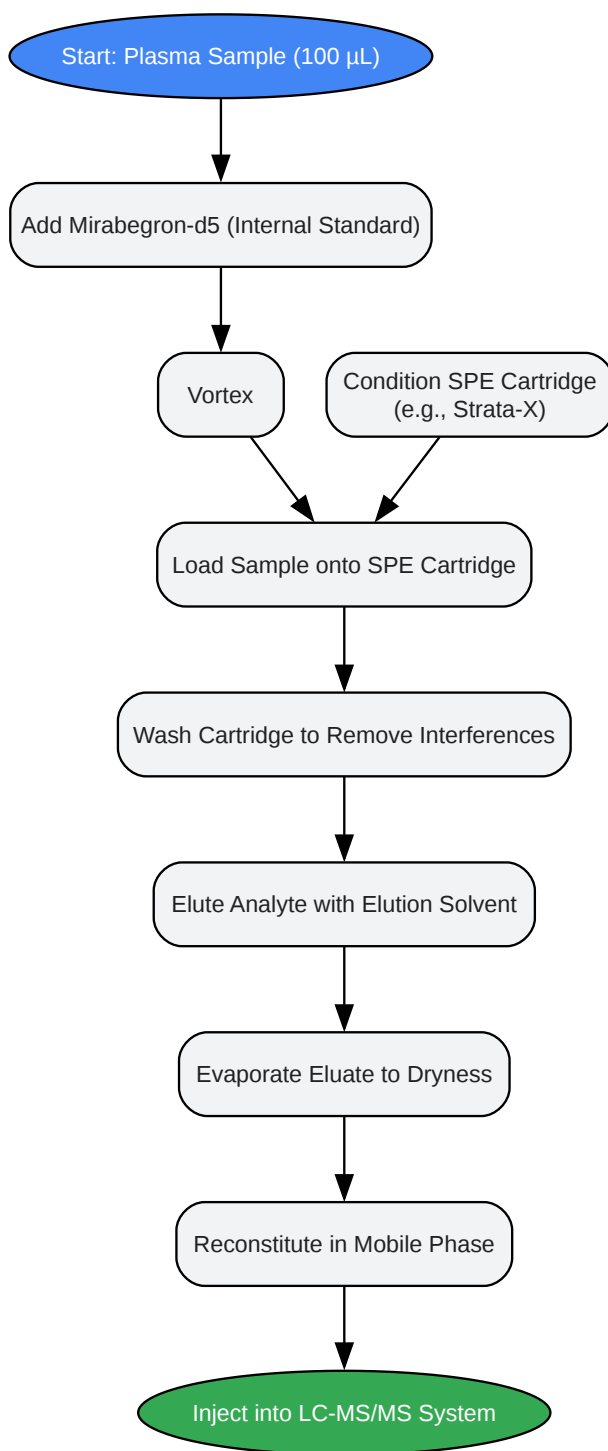 Start: Plasma Sample (100 µL)
Add Mirabegron-d5 (Internal Standard)
Vortex
Condition SPE Cartridge
(e.g., Strata-X)
Load Sample onto SPE Cartridge
Wash Cartridge to Remove Interferences
Elute Analyte with Elution Solvent
Evaporate Eluate to Dryness
Reconstitute in Mobile Phase
Inject into LC-MS/MS System